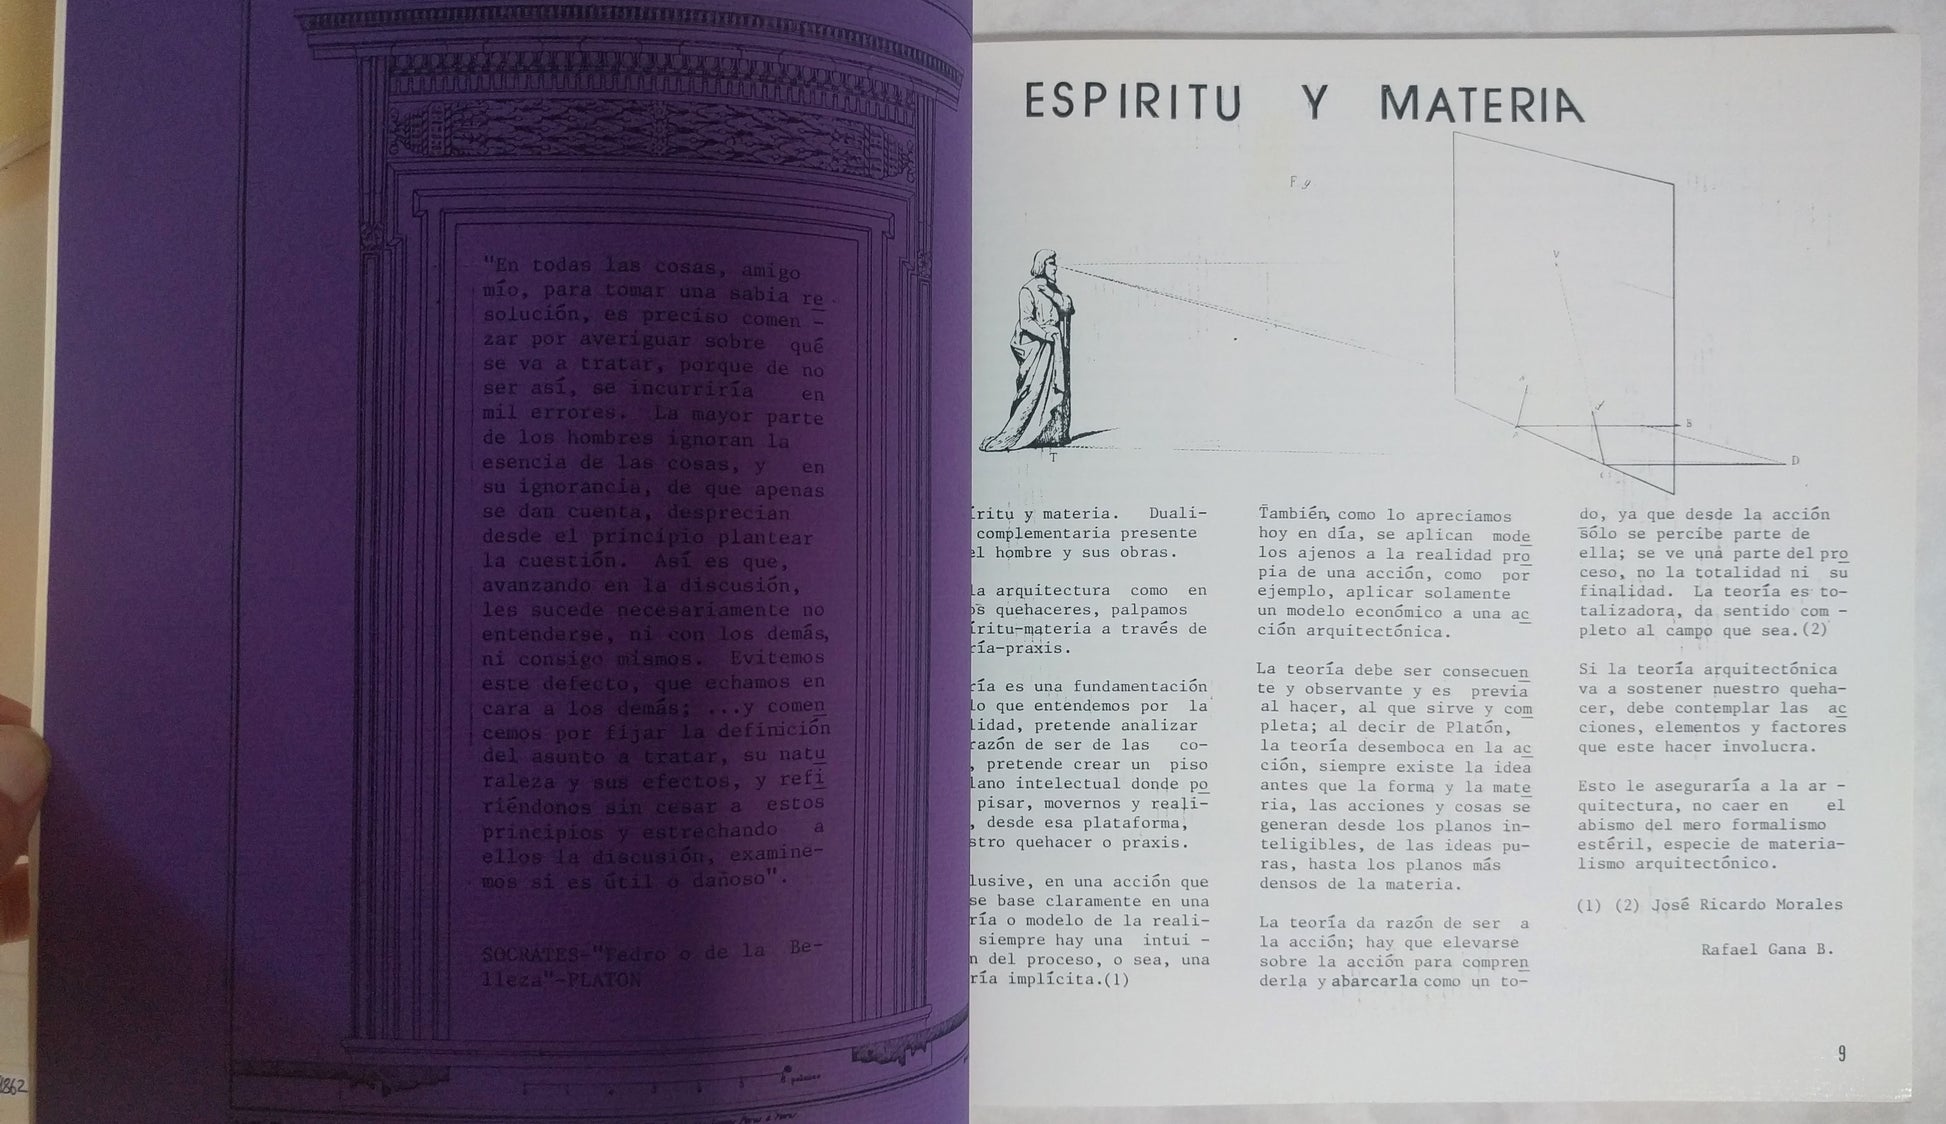 "En todas las cosas, amigo
mío, para tomar una sabia re
solución, es preciso comen -
zar por averiguar sobre qué
se va a tratar, porque de no
ser así, se incurriría en
mil errores. La mayor parte
de los hombres ignoran la
esencia de las cosas, y en
su ignorancia, de que apenas
se dan cuenta, desprecian
desde el principio plantear
la cuestión. Así es que,
avanzando en la discusión,
les sucede necesariamente no
entenderse, ni con los demás,
ni consigo mismos. Evitemos
este defecto, que echamos en
cara a los demás; ...y comen
cemos por fijar la definición
del asunto a tratar, su natu
raleza y sus efectos, y refi
riéndonos sin cesar a estos
principios y estrechando a
ellos la discusión, examine-
mos si es útil o dañoso".
SOCRATES-"Fedro o de la Be-
lleza"-PLATON
862
ESPIRITU Y MATERIA
F g
V
T
B
D
íritu y materia. Duali-
complementaria presente
el hombre y sus obras.
la arquitectura como en
os quehaceres, palpamos
íritu-materia a través de
ría-praxis.
ría es una fundamentación
lo que entendemos por la
lidad, pretende analizar
razón de ser de las co-
, pretende crear un piso
lano intelectual donde po
pisar, movernos y reali-
, desde esa plataforma,
stro quehacer o praxis.
lusive, en una acción que
se base claramente en una
ría o modelo de la reali-
siempre hay una intui -
n del proceso, o sea, una
ría implícita.(1)
También, como lo apreciamos
hoy en día, se aplican mode
los ajenos a la realidad pro
pia de una acción, como por
ejemplo, aplicar solamente
un modelo económico a una ac
ción arquitectónica.
La teoría debe ser consecuen
te y observante y es previa
al hacer, al que sirve y com
pleta; al decir de Platón,
la teoría desemboca en la ac
ción, siempre existe la idea
antes que la forma y la mate
ria, las acciones y cosas se
generan desde los planos in-
teligibles, de las ideas pu-
ras, hasta los planos más
densos de la materia.
La teoría da razón de ser a
la acción; hay que elevarse
sobre la acción para compren
derla y abarcarla como un to-
do, ya que desde la acción
sólo se percibe parte de
ella; se ve una parte del pro
ceso, no la totalidad ni su
finalidad. La teoría es to-
talizadora, da sentido com -
pleto al campo que sea.(2)
Si la teoría arquitectónica
va a sostener nuestro queha-
cer, debe contemplar las ac
ciones, elementos y factores
que este hacer involucra.
Esto le aseguraría a la ar -
quitectura, no caer en el
abismo del mero formalismo
estéril, especie de materia-
lismo arquitectónico.
(1) (2) José Ricardo Morales
Rafael Gana B.
9